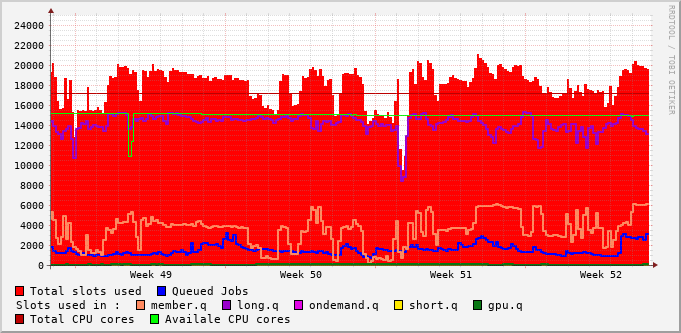 RRDTOOL / TOBI OETIKER
24000
22000
20000
18000
16000
14000
12000
10000
8000
6000
4000
2000
0
Week 49 Week 50 Week 51 Week 52
Total slots used Queued Jobs
Slots used in : member.q long.q ondemand.q short.q gpu.q
Total CPU cores Availale CPU cores